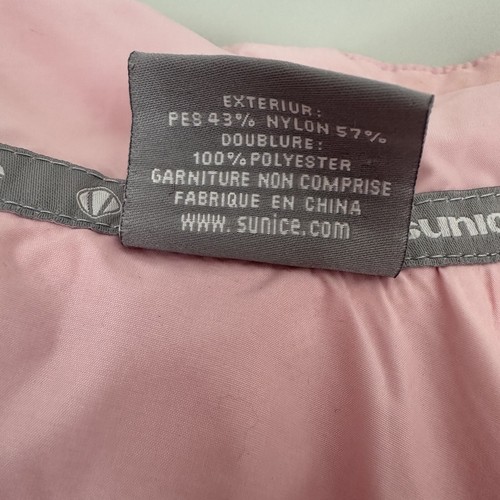 EXTERIUR:
PES 43% NYLON 57%
DOUBLURE:
100% POLYESTER
GARNITURE NON COMPRISE
FABRIQUE EN CHINA
www.sunice.com
sunic